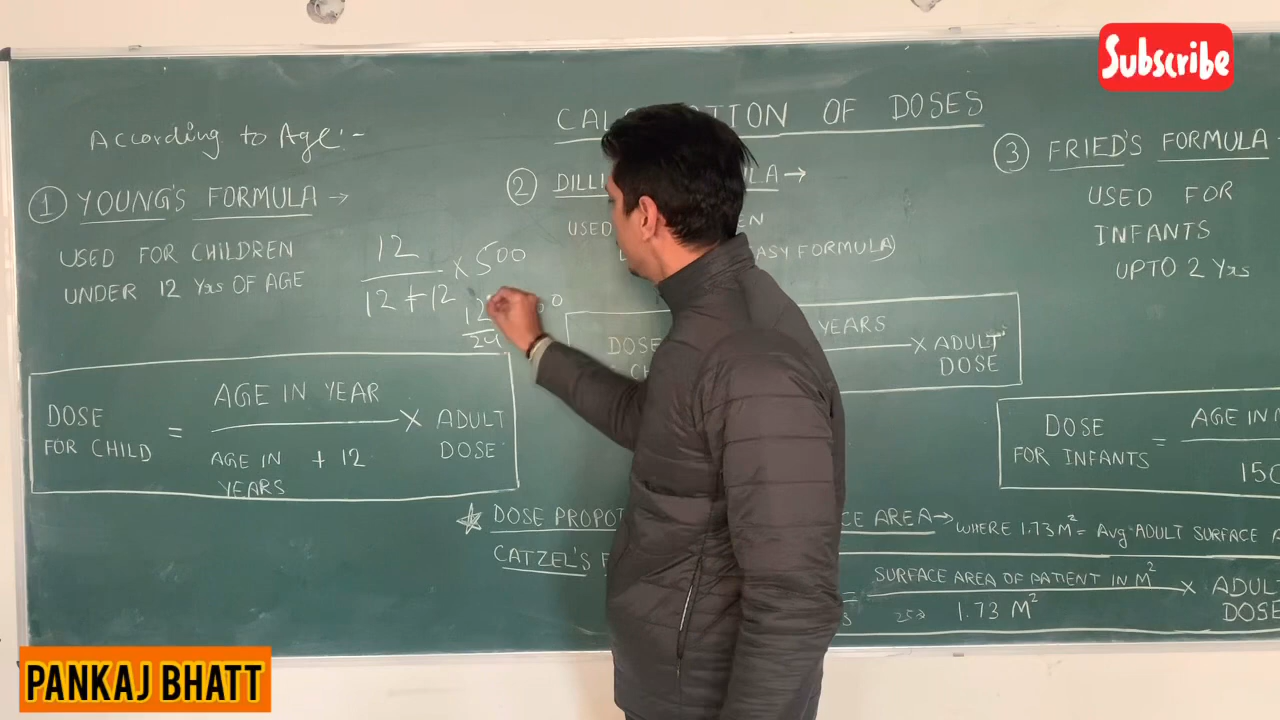 Subscribe
CALC TION OF DOSES
According to Age:-
1 YOUNG'S FORMULA →
USED FOR CHILDREN
UNDER 12 Yrs OF AGE
12
12 + 12
× 500
12
24
DOSE
FOR CHILD
=
AGE IN YEAR
AGE IN + 12
YEARS
× ADULT
DOSE
2 DILL LA →
USED EN
EASY FORMULA)
DOSE
CH
YEARS
× ADULT
DOSE
3 FRIED'S FORMULA
USED FOR
INFANTS
UPTO 2 Yrs
DOSE
FOR INFANTS
=
AGE IN
150
☆ DOSE PROPOT CE AREA → WHERE 1.73 M² = Avg ADULT SURFACE A
CATZEL'S F
=
SURFACE AREA OF PATIENT IN M²
1.73 M²
× ADULT
DOSE
PANKAJ BHATT